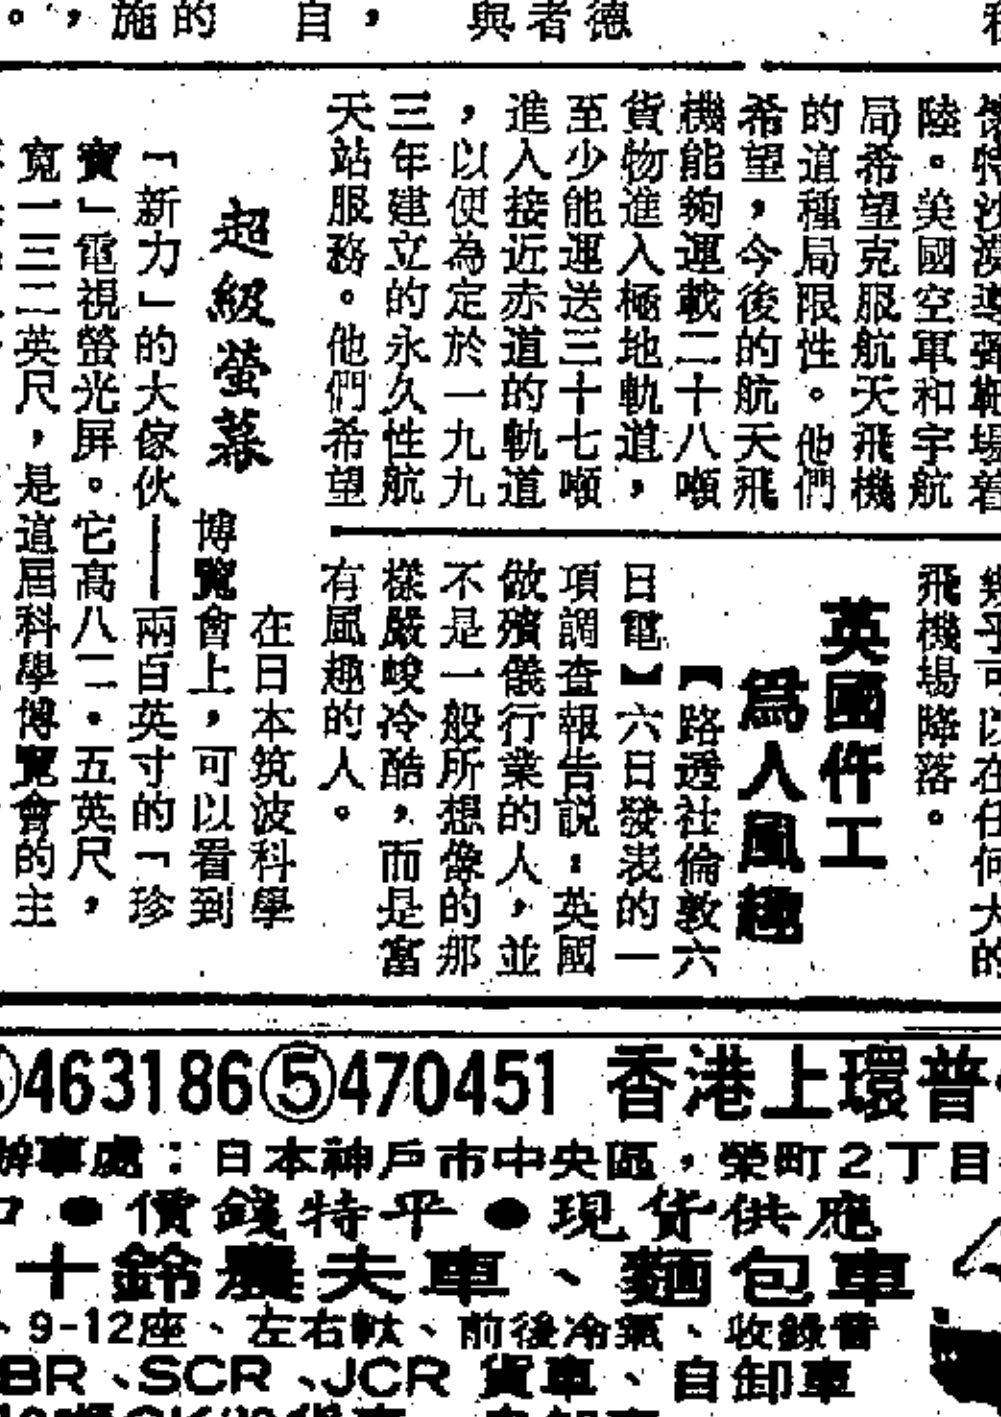 陸。美國空軍和宇航
局希望克服航天飛機
的這種局限性。他們
希望，今後的航天飛
機能夠運載二十八噸
貨物進入極地軌道，
至少能運送三十七噸
進入接近赤道的軌道
，以便為定於一九九
三年建立的永久性航
天站服務。他們希望
飛機場降落。
英國仵工
爲人風趣
【路透社倫敦六
日電】六日發表的一
項調查報告説：英國
做殯儀行業的人，並
不是一般所想像的那
樣嚴峻冷酷，而是富
有風趣的人。
超級螢幕
在日本筑波科學
博覽會上，可以看到
「新力」的大傢伙——兩百英寸的「珍
寶」電視螢光屏。它高八二·五英尺，
寬一三二英尺，是這屆科學博覽會的主
463186⑤470451 香港上環普
辦事處：日本神戶市中央區，榮町2丁目
●價錢特平●現貨供應
十鈴農夫車、麵包車
、9-12座、左右軚、前後冷氣、收錄音
BR、SCR、JCR 貨車、自卸車